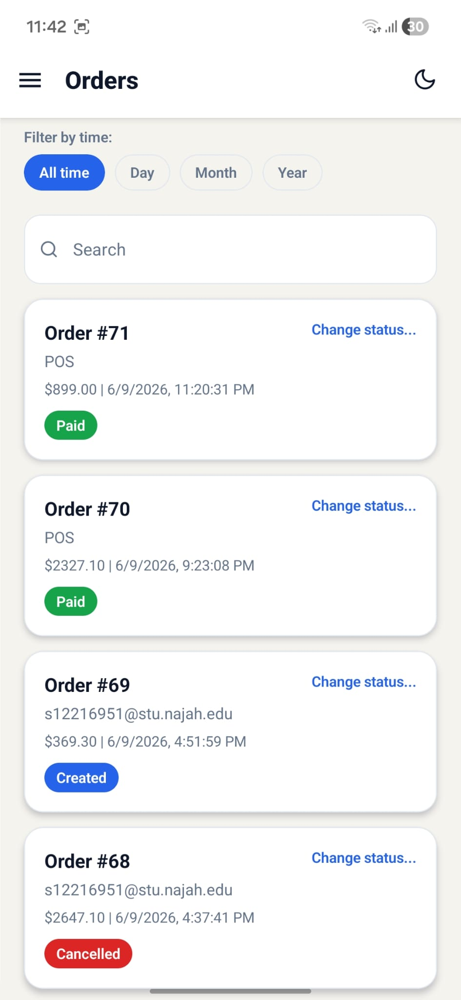 11:42 30
Orders
Filter by time:
All time Day Month Year
Search
Order #71 Change status...
POS
$899.00 | 6/9/2026, 11:20:31 PM
Paid
Order #70 Change status...
POS
$2327.10 | 6/9/2026, 9:23:08 PM
Paid
Order #69 Change status...
s12216951@stu.najah.edu
$369.30 | 6/9/2026, 4:51:59 PM
Created
Order #68 Change status...
s12216951@stu.najah.edu
$2647.10 | 6/9/2026, 4:37:41 PM
Cancelled